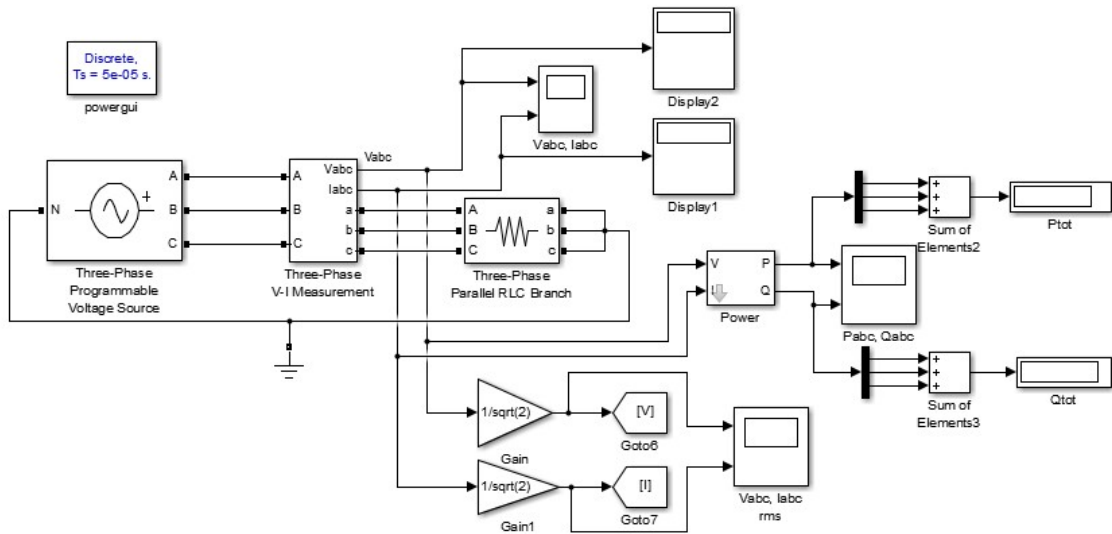 Discrete,
Ts = 5e-05 s.
powergui
Display2
Vabc, Iabc
Display1
Vabc
N
+
A
B
C
Three-Phase
Programmable
Voltage Source
A
B
C
Vabc
Iabc
a
b
c
Three-Phase
V-I Measurement
A
B
C
a
b
c
Three-Phase
Parallel RLC Branch
V
I
P
Q
Power
+
+
+
Sum of
Elements2
Ptot
Pabc, Qabc
+
+
+
Sum of
Elements3
Qtot
1/sqrt(2)
Gain
[V]
Goto6
1/sqrt(2)
Gain1
[I]
Goto7
Vabc, Iabc
rms